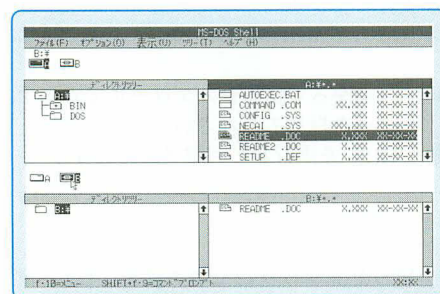 MS-DOS Shell
ファイル(F) オプション(O) 表示(V) ツリー(T) ヘルプ(H)
B:¥
A B
ディレクトリツリー A:¥*.*
A:¥ AUTOEXEC.BAT XXX XX-XX-XX
BIN COMMAND .COM XX,XXX XX-XX-XX
DOS CONFIG .SYS XXX XX-XX-XX
NECAI .SYS XXX,XXX XX-XX-XX
README .DOC X,XXX XX-XX-XX
README2 .DOC X,XXX XX-XX-XX
SETUP .DEF X,XXX XX-XX-XX
A B
ディレクトリツリー B:¥*.*
B:¥ README .DOC X,XXX XX-XX-XX
f・10=メニュー SHIFT+f・9=コマンドプロンプト XX:XX